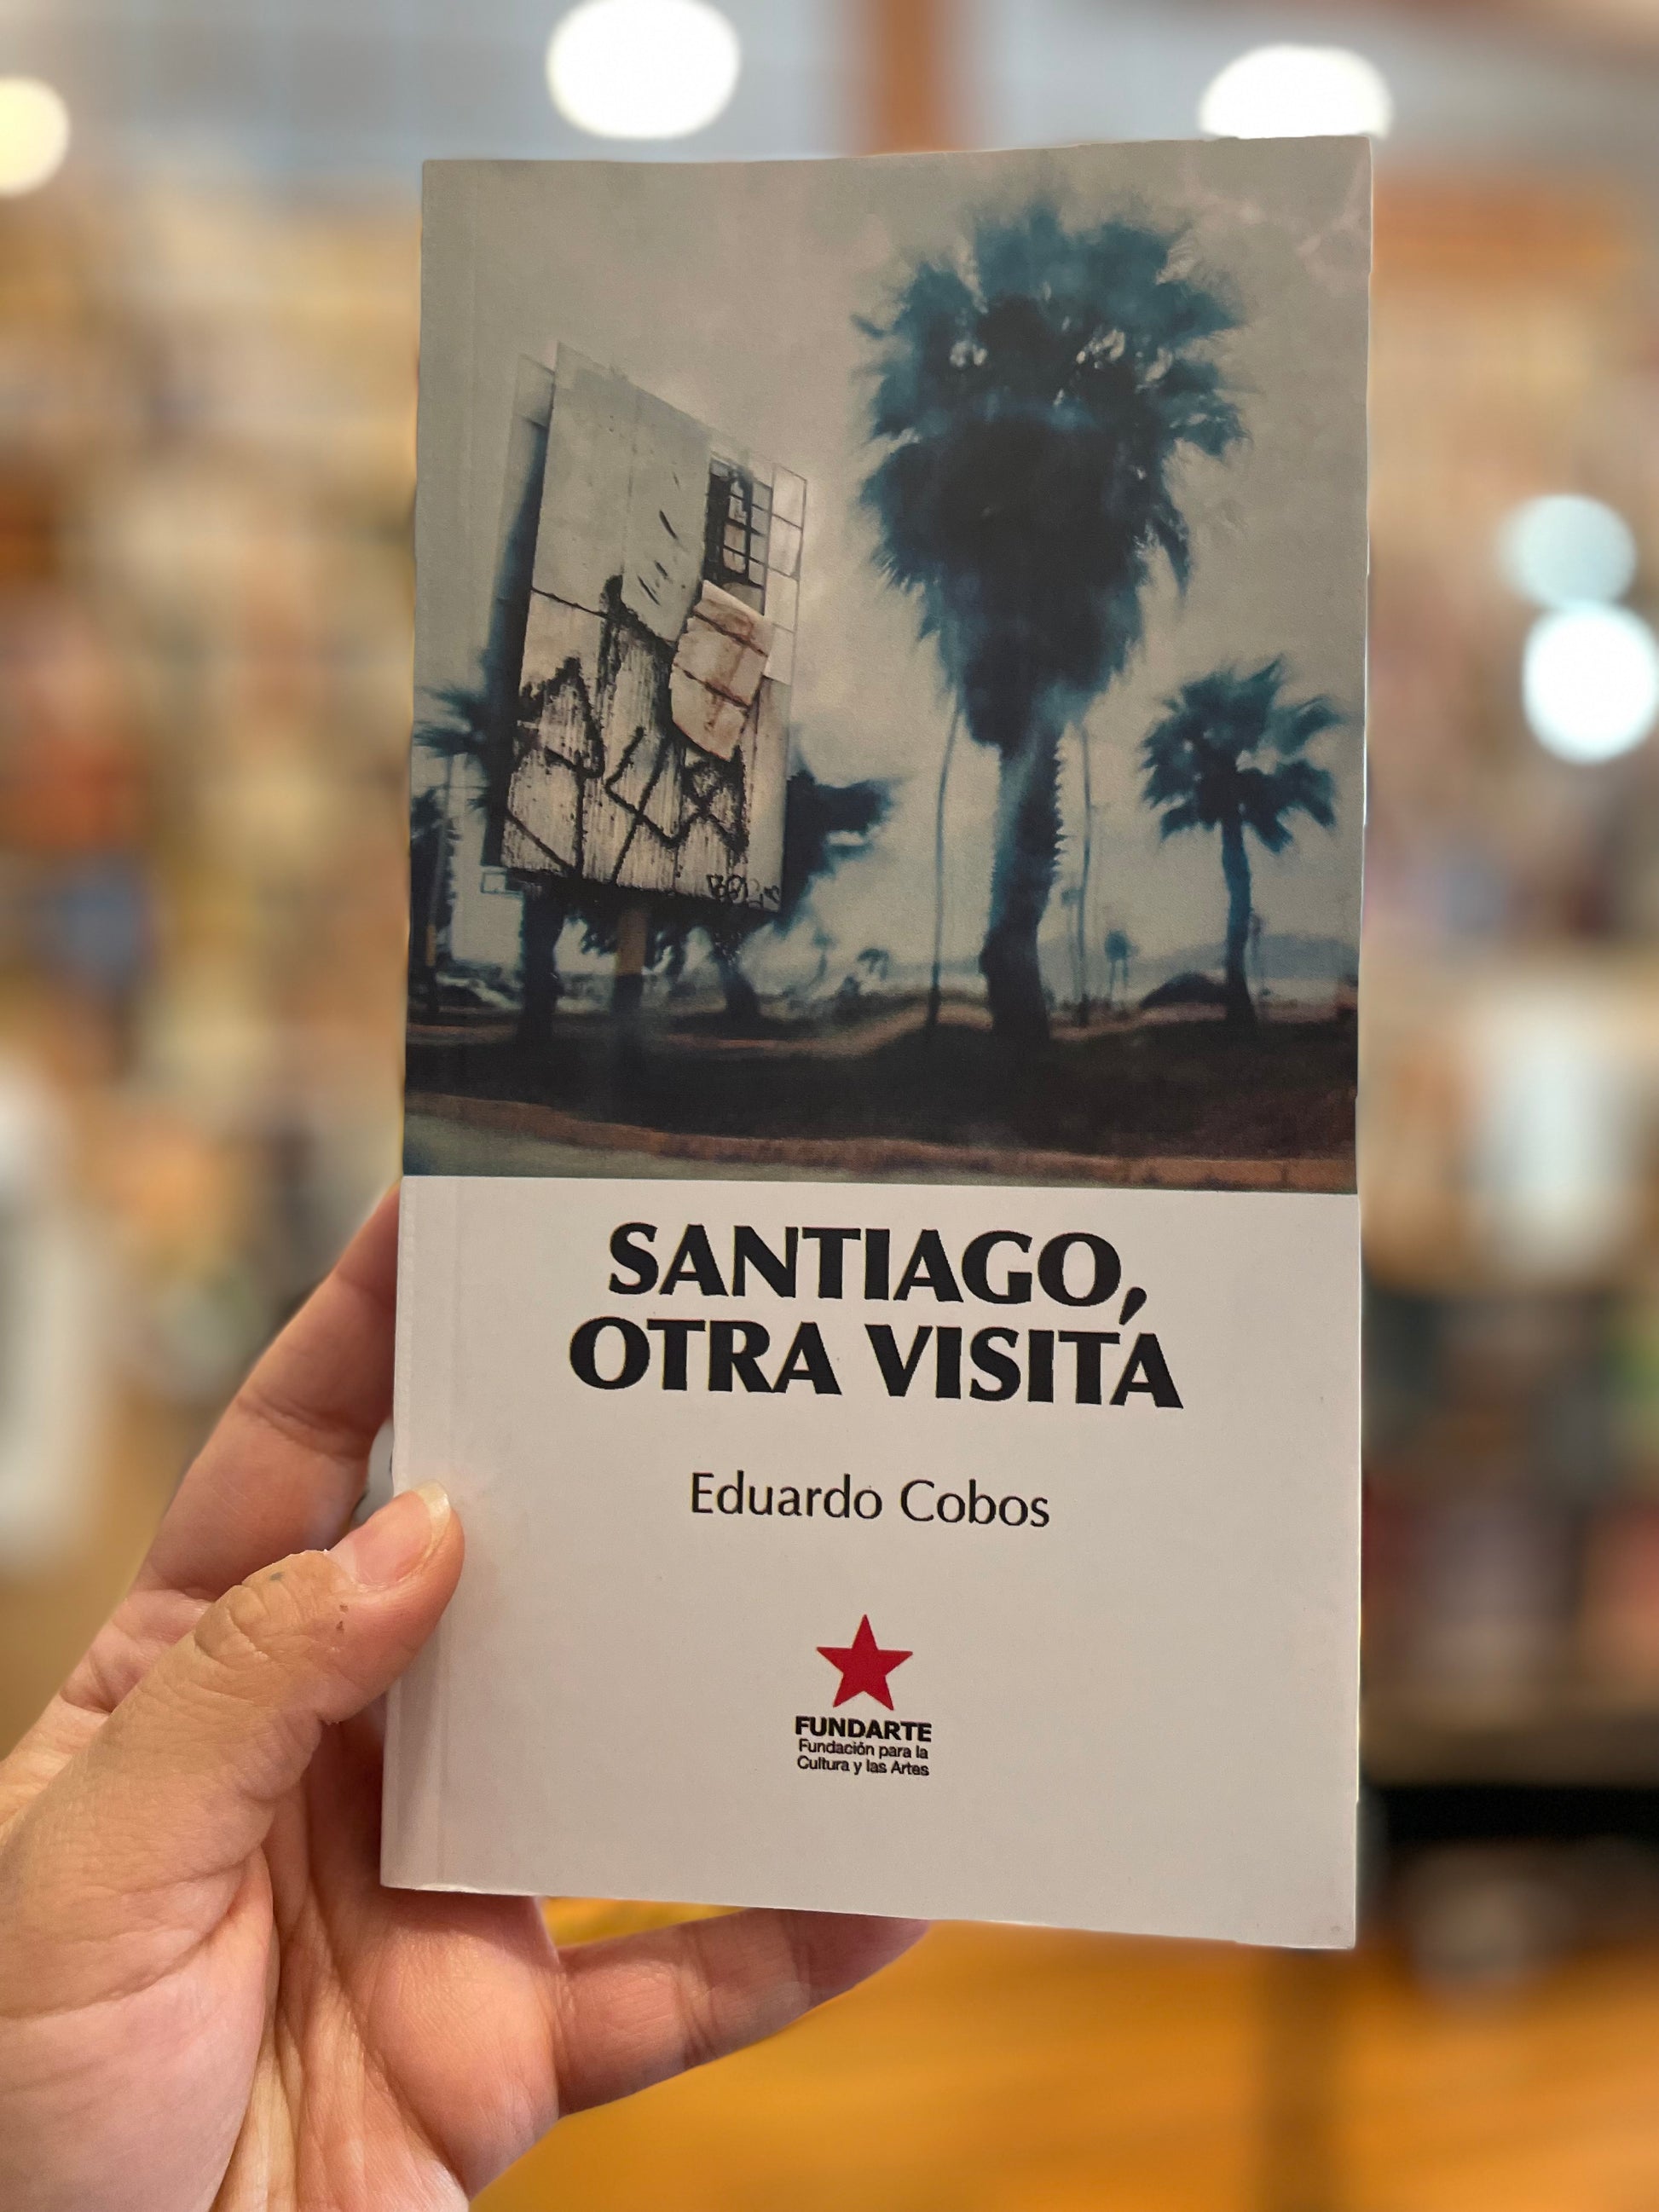 SANTIAGO,
OTRA VISITA
Eduardo Cobos
FUNDARTE
Fundación para la
Cultura y las Artes